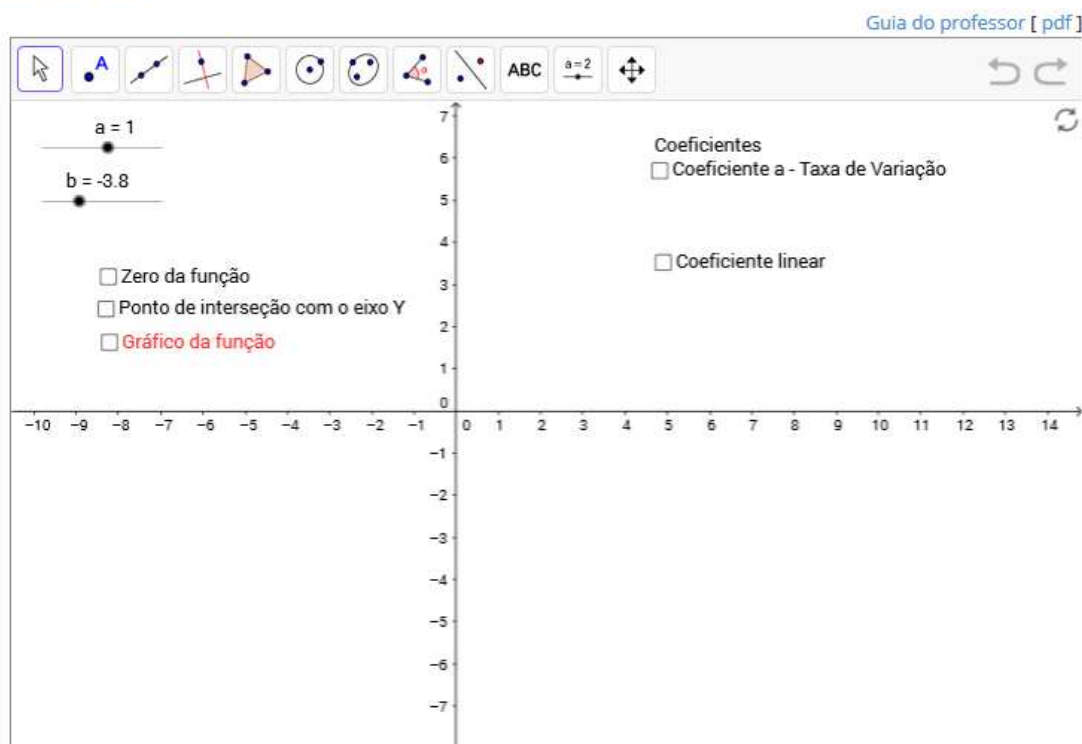 Guia do professor [ pdf ]
A
ABC
a=2
a = 1
b = -3.8
Coeficientes
Coeficiente a - Taxa de Variação
Coeficiente linear
Zero da função
Ponto de interseção com o eixo Y
Gráfico da função
7
6
5
4
3
2
1
0
−10 −9 −8 −7 −6 −5 −4 −3 −2 −1 0 1 2 3 4 5 6 7 8 9 10 11 12 13 14
−1
−2
−3
−4
−5
−6
−7